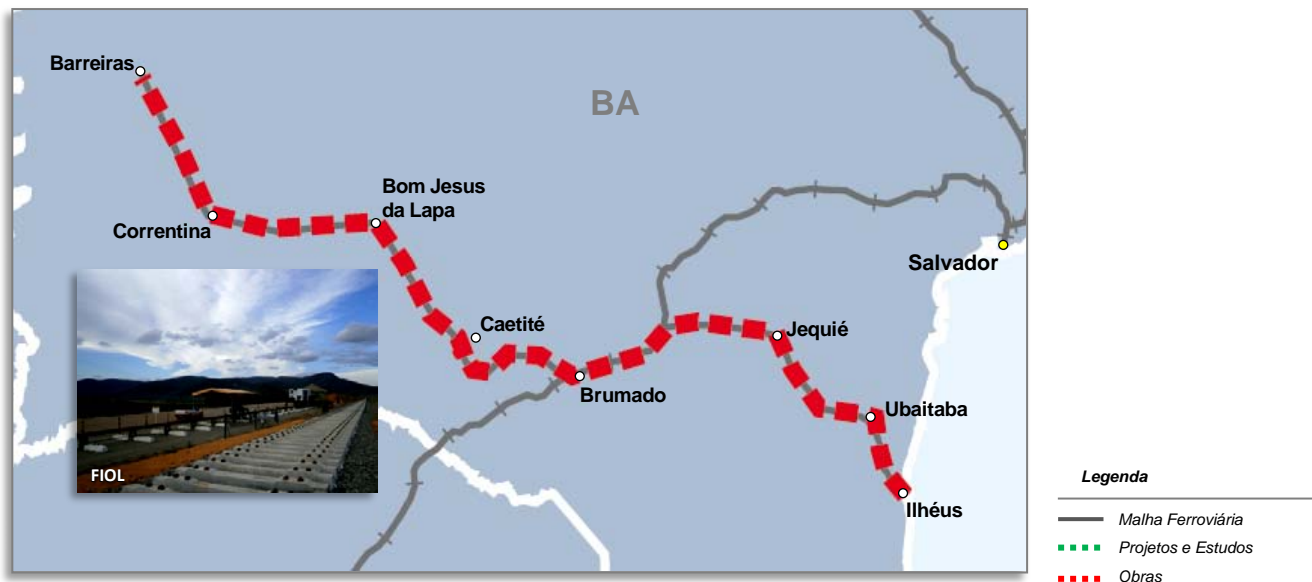 Barreiras
BA
Bom Jesus
da Lapa
Correntina
Salvador
Caetité
Jequié
Brumado
Ubaitaba
FIOL
Ilhéus
Legenda
Malha Ferroviária
Projetos e Estudos
Obras